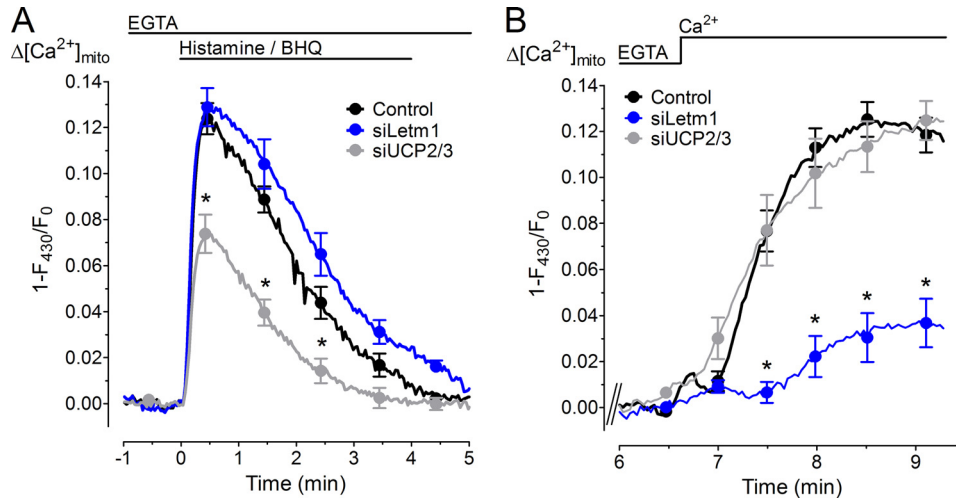 A
EGTA
Histamine / BHQ
Δ[Ca²⁺]mito
0.14
0.12
0.10
0.08
0.06
0.04
0.02
0.00
1-F₄₃₀/F₀
Control
siLetm1
siUCP2/3
*
*
*
-1 0 1 2 3 4 5
Time (min)
B
Ca²⁺
Δ[Ca²⁺]mito EGTA
0.14
0.12
0.10
0.08
0.06
0.04
0.02
0.00
1-F₄₃₀/F₀
Control
siLetm1
siUCP2/3
* * * *
6 7 8 9
Time (min)